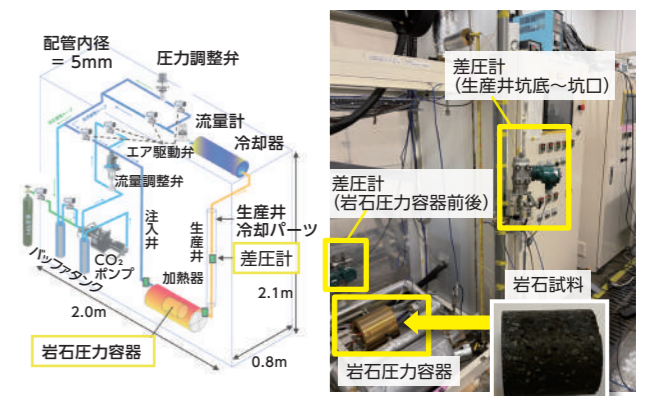 配管内径
= 5mm
圧力調整弁
流量計
冷却器
エア駆動弁
流量調整弁
注入井
生産井
生産井
冷却パーツ
差圧計
CO₂
ポンプ
バッファタンク
加熱器
2.1m
2.0m
0.8m
岩石圧力容器
差圧計
(生産井坑底〜坑口)
差圧計
(岩石圧力容器前後)
岩石試料
岩石圧力容器